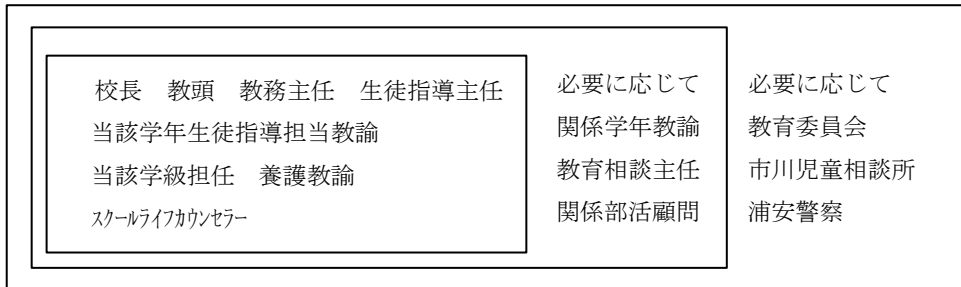 校長　教頭　教務主任　生徒指導主任
当該学年生徒指導担当教諭
当該学級担任　養護教諭
ｽｸｰﾙﾗｲﾌｶｳﾝｾﾗｰ
必要に応じて
関係学年教諭
教育相談主任
関係部活顧問
必要に応じて
教育委員会
市川児童相談所
浦安警察